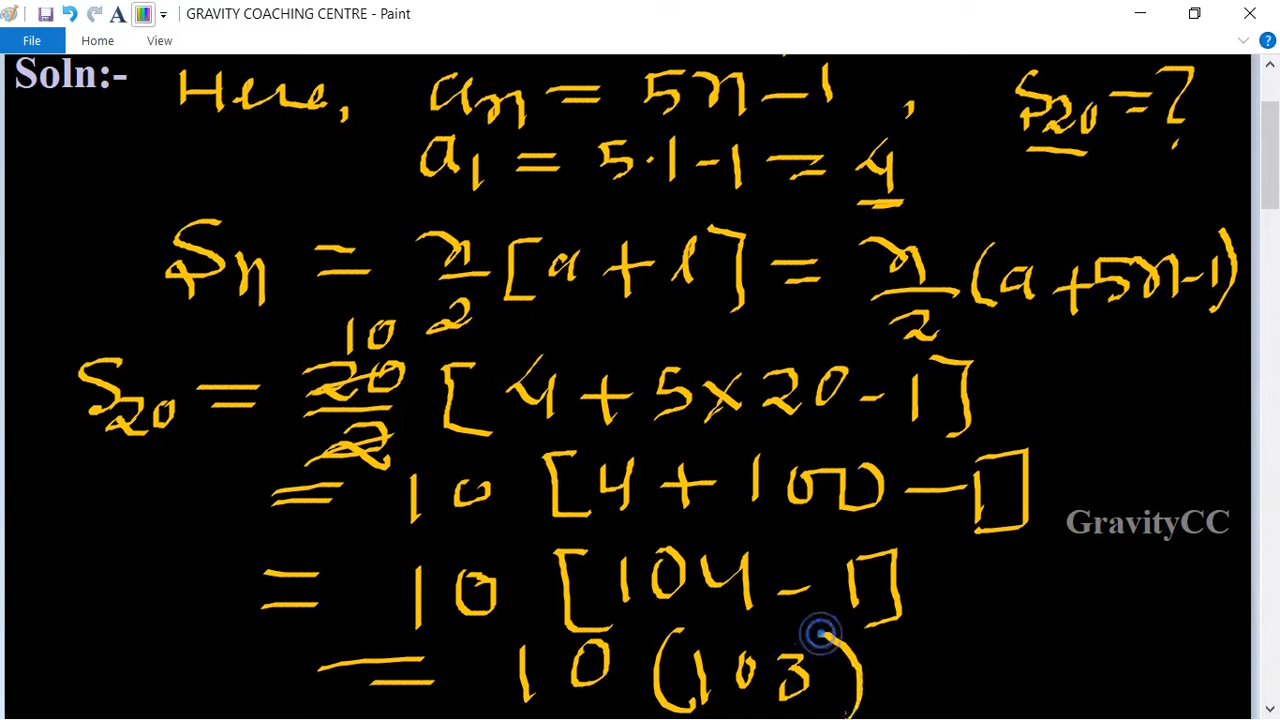 GRAVITY COACHING CENTRE - Paint
File Home View
Soln:-
Here, aₙ = 5n - 1 , S₂₀ = ?
a₁ = 5·1 - 1 = 4
Sₙ = n/2 [a + l] = n/2 (a + 5n - 1)
10
S₂₀ = 20/2 [4 + 5 × 20 - 1]
= 10 [4 + 100 - 1]
GravityCC
= 10 [104 - 1]
= 10 (103)